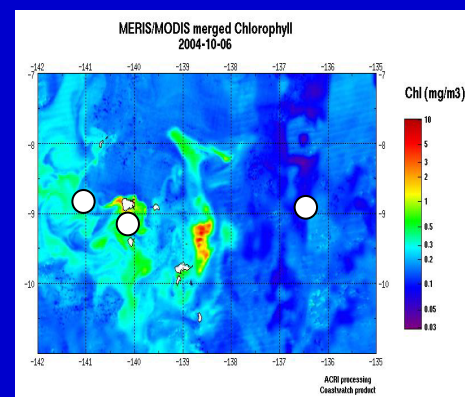 MERIS/MODIS merged Chlorophyll
2004-10-06
-142 -141 -140 -139 -138 -137 -136 -135
Chl (mg/m3)
-7
-8 -8
-9 -9
-10 -10
-142 -141 -140 -139 -138 -137 -136 -135
10
5
3
2
1
0.5
0.3
0.2
0.1
0.05
0.03
ACRI processing
Coastwatch product